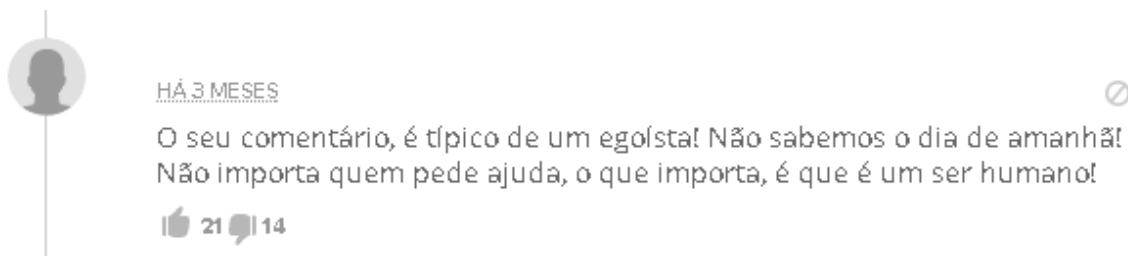 HÁ 3 MESES
O seu comentário, é típico de um egoísta! Não sabemos o dia de amanhã!
Não importa quem pede ajuda, o que importa, é que é um ser humano!
21 14